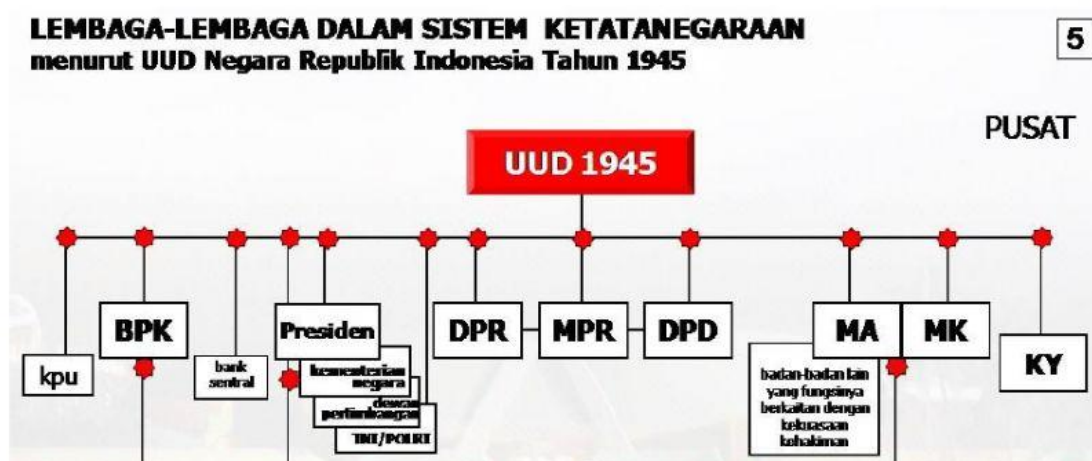 LEMBAGA-LEMBAGA DALAM SISTEM KETATANEGARAAN
menurut UUD Negara Republik Indonesia Tahun 1945
5
PUSAT
UUD 1945
kpu
BPK
bank
sentral
Presiden
kementerian
negara
dewan
pertimbangan
TNI/POLRI
DPR
MPR
DPD
MA
badan-badan lain
yang fungsinya
berkaitan dengan
kekuasaan
kehakiman
MK
KY